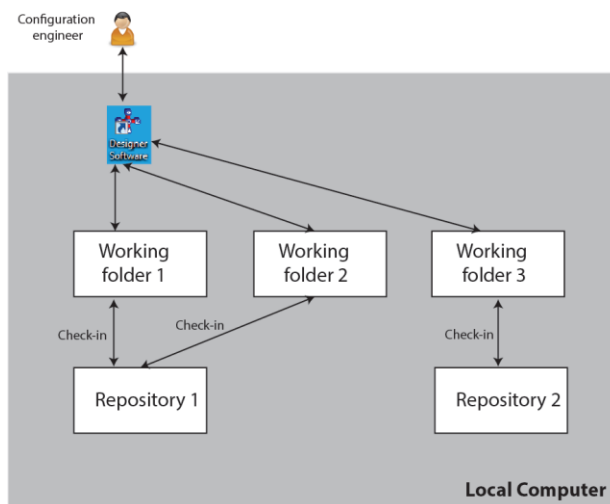 Configuration
engineer
Designer
Software
Working
folder 1
Working
folder 2
Working
folder 3
Check-in
Check-in
Check-in
Repository 1
Repository 2
Local Computer